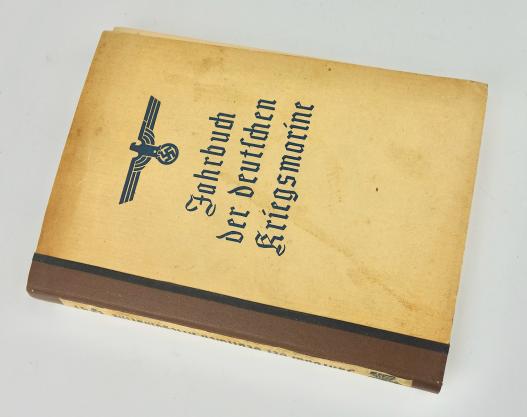 Jahrbuch
der deutschen
Kriegsmarine